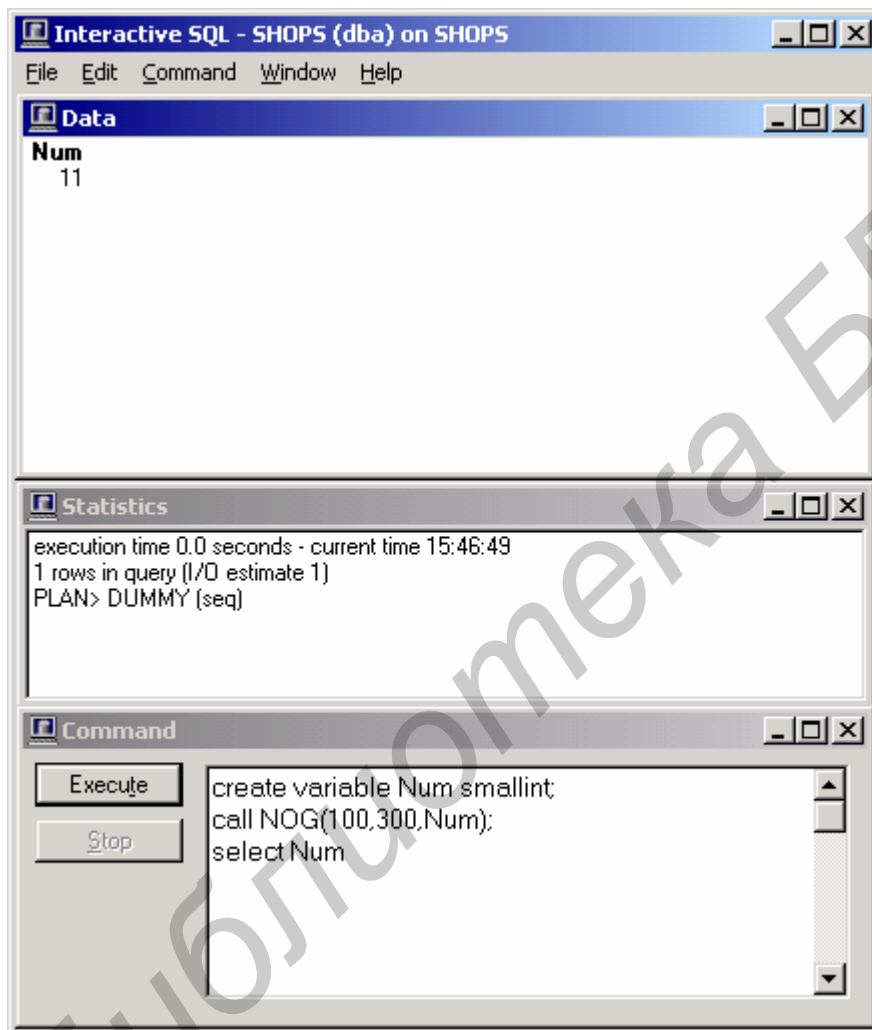 Interactive SQL - SHOPS (dba) on SHOPS
File Edit Command Window Help
Data
Num
11
Statistics
execution time 0.0 seconds - current time 15:46:49
1 rows in query (I/O estimate 1)
PLAN> DUMMY (seq)
Command
Execute
Stop
create variable Num smallint;
call NOG(100,300,Num);
select Num